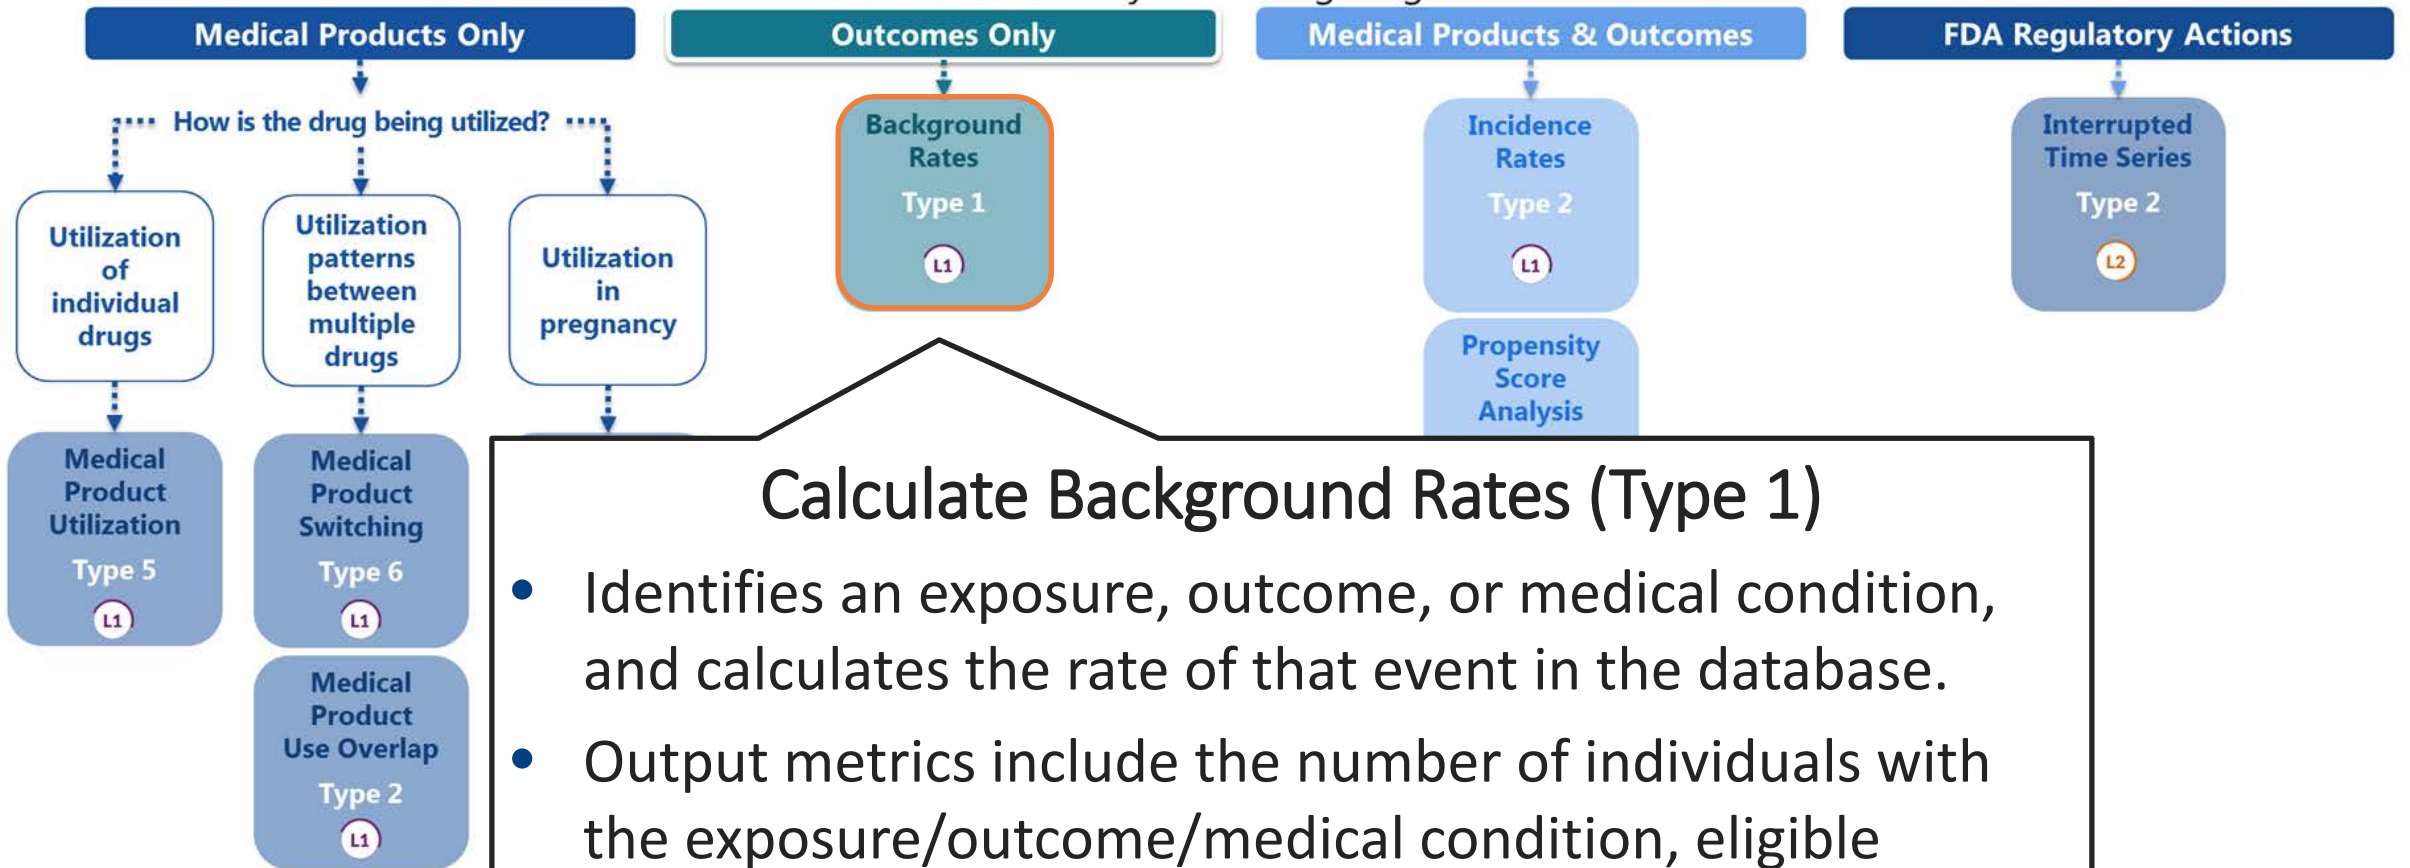 Medical Products Only
Outcomes Only
Medical Products & Outcomes
FDA Regulatory Actions
How is the drug being utilized?
Utilization
of
individual
drugs
Utilization
patterns
between
multiple
drugs
Utilization
in
pregnancy
Background
Rates
Type 1
L1
Incidence
Rates
Type 2
L1
Interrupted
Time Series
Type 2
L2
Propensity
Score
Analysis
Medical
Product
Utilization
Type 5
L1
Medical
Product
Switching
Type 6
L1
Medical
Product
Use Overlap
Type 2
L1
Calculate Background Rates (Type 1)
• Identifies an exposure, outcome, or medical condition,
and calculates the rate of that event in the database.
• Output metrics include the number of individuals with
the exposure/outcome/medical condition, eligible